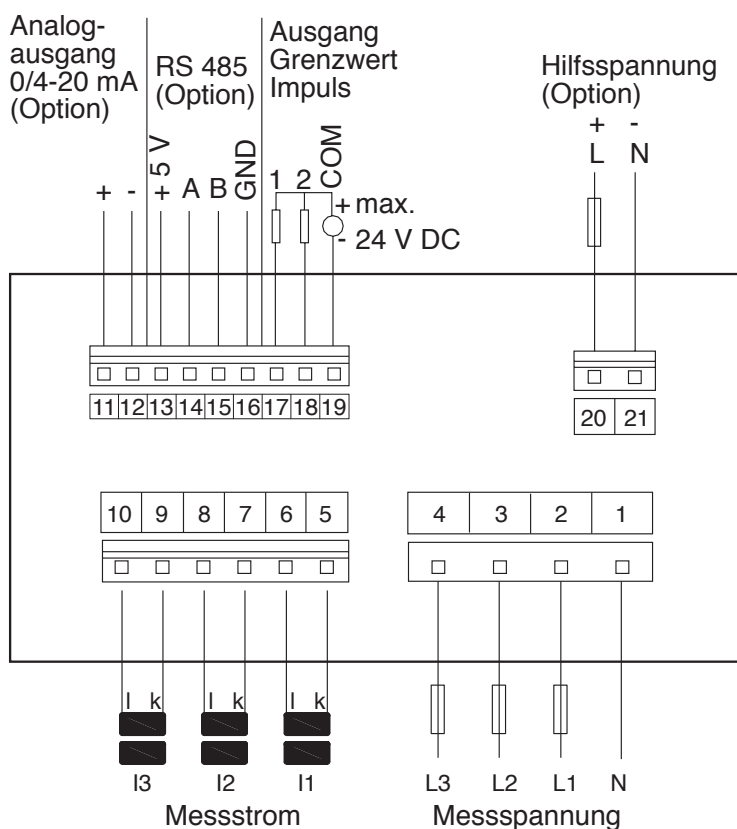 Analog-
ausgang
0/4-20 mA
(Option)
RS 485
(Option)
Ausgang
Grenzwert
Impuls
Hilfsspannung
(Option)
+ -
L N
+ - + 5 V A B GND 1 2 COM
+ max.
- 24 V DC
11 12 13 14 15 16 17 18 19
20 21
10 9 8 7 6 5
4 3 2 1
l k l k l k
I3 I2 I1
L3 L2 L1 N
Messstrom
Messspannung